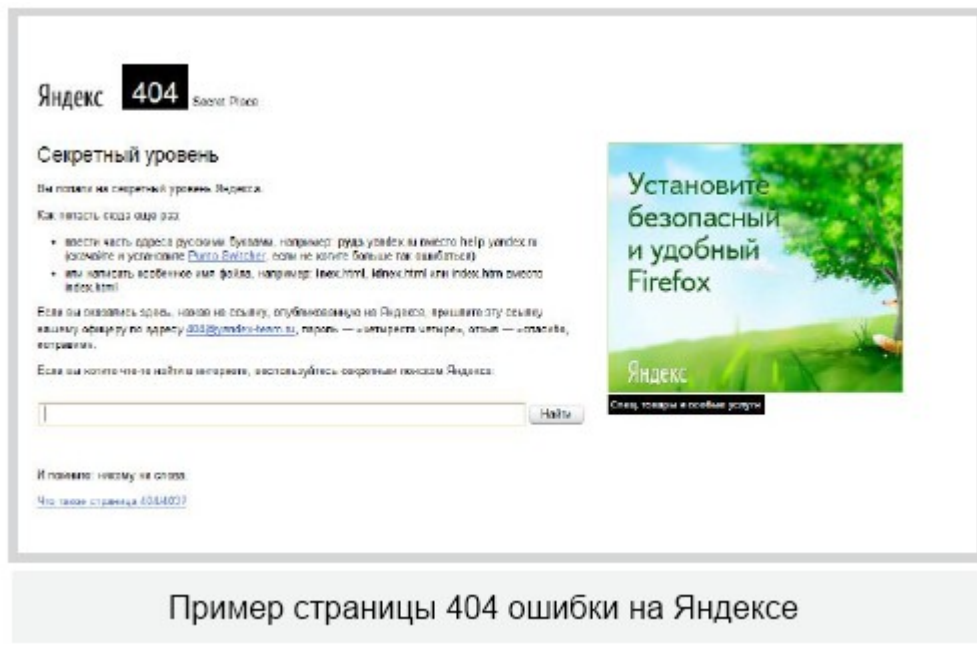 Яндекс 404 Secret Place
Секретный уровень
Вы попали на секретный уровень Яндекса.
Как попасть сюда еще раз:
• ввести часть адреса русскими буквами, например: рудз.yandex.ru вместо help.yandex.ru
(скачайте и установите Punto Switcher, если не хотите больше так ошибаться)
• или написать особенное имя файла, например: inex.html, idnex.html или index.htm вместо
index.html
Если вы оказались здесь, нажав на ссылку, опубликованную на Яндексе, пришлите эту ссылку
нашему офицеру по адресу 404@yandex-team.ru, пароль — «четыреста четыре», отзыв — «спасибо,
исправим».
Если вы хотите что-то найти в интернете, воспользуйтесь секретным поиском Яндекса:
Найти
И помните: никому ни слова.
Что такое страница 404/403?
Установите
безопасный
и удобный
Firefox
Яндекс
Спец. товары и особые услуги
Пример страницы 404 ошибки на Яндексе